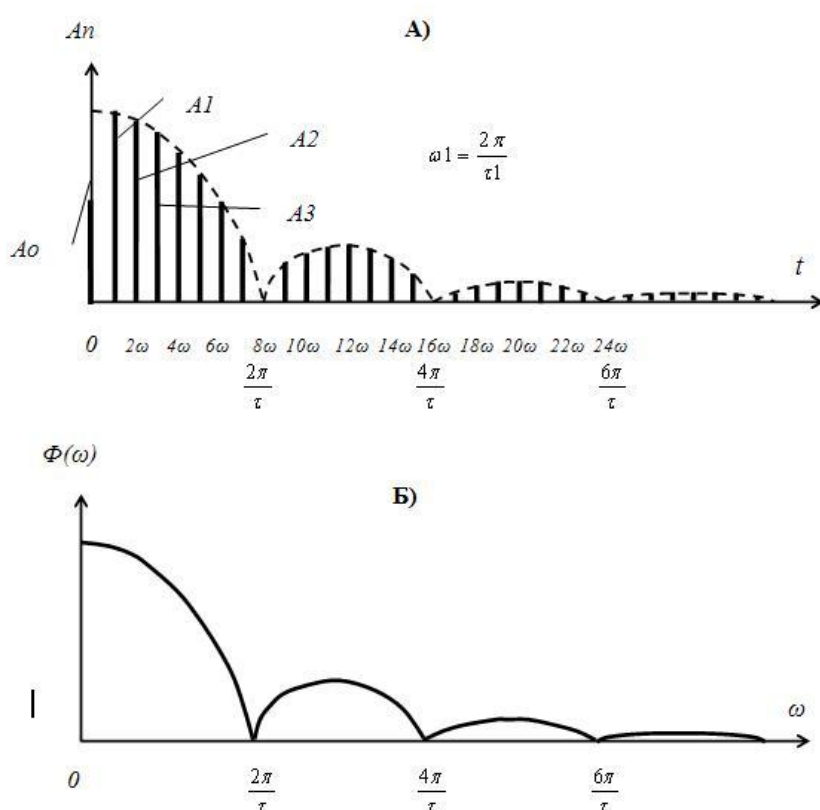 An
А)
A1
A2
ω1 = 2π/τ1
A3
Ao
t
0 2ω 4ω 6ω 8ω 10ω 12ω 14ω 16ω 18ω 20ω 22ω 24ω
2π/τ 4π/τ 6π/τ
Φ(ω)
Б)
ω
0 2π/τ 4π/τ 6π/τ